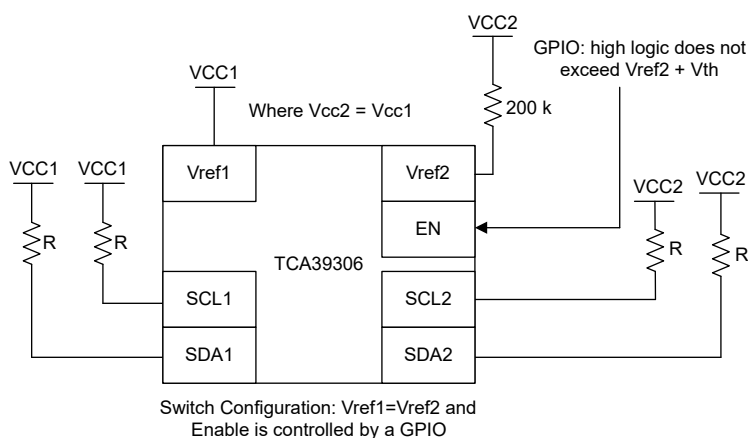 VCC2
GPIO: high logic does not
exceed Vref2 + Vth
VCC1
Where Vcc2 = Vcc1
200 k
VCC1
VCC1
Vref1
Vref2
VCC2
VCC2
EN
R
R
TCA39306
R
R
SCL1
SCL2
SDA1
SDA2
Switch Configuration: Vref1=Vref2 and
Enable is controlled by a GPIO